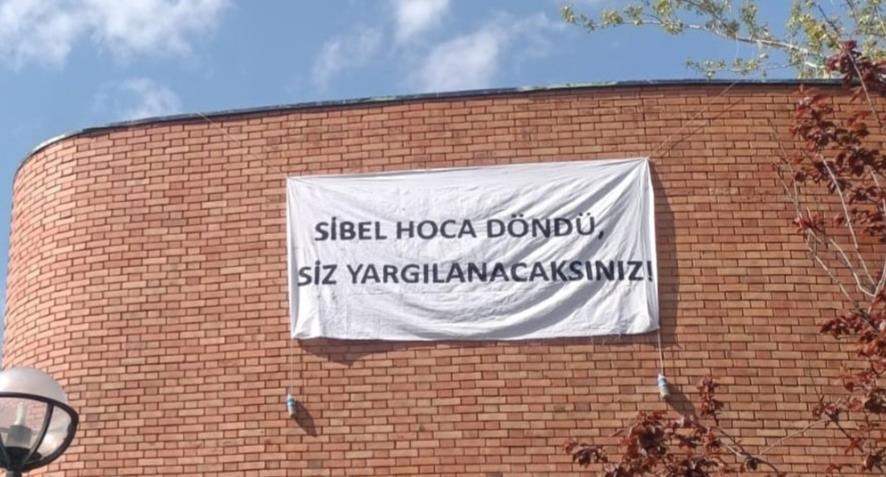 SİBEL HOCA DÖNDÜ,
SİZ YARGILANACAKSINIZ!